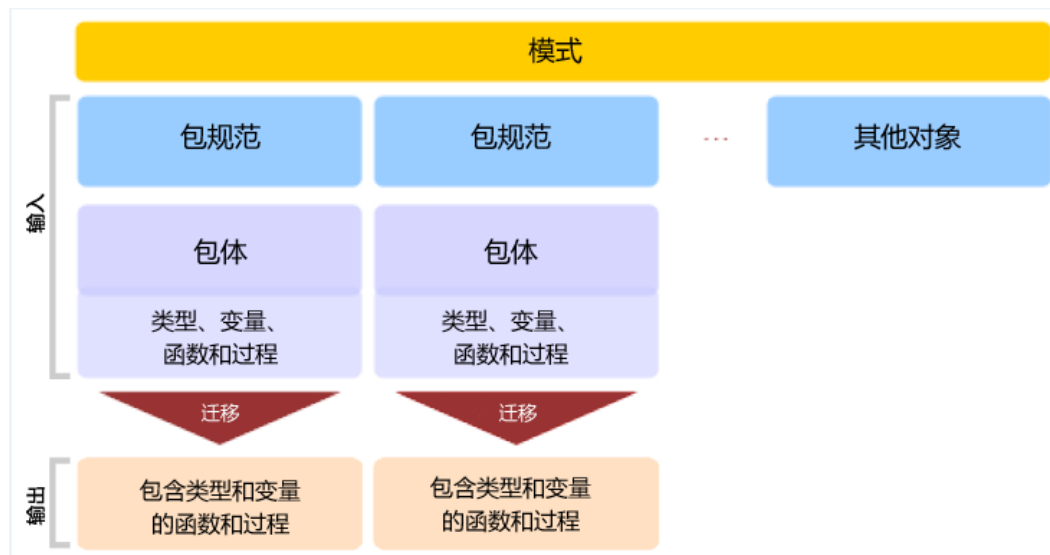 模式
包规范
包规范
...
其他对象
输入
包体
包体
类型、变量、
函数和过程
类型、变量、
函数和过程
迁移
迁移
输出
包含类型和变量
的函数和过程
包含类型和变量
的函数和过程